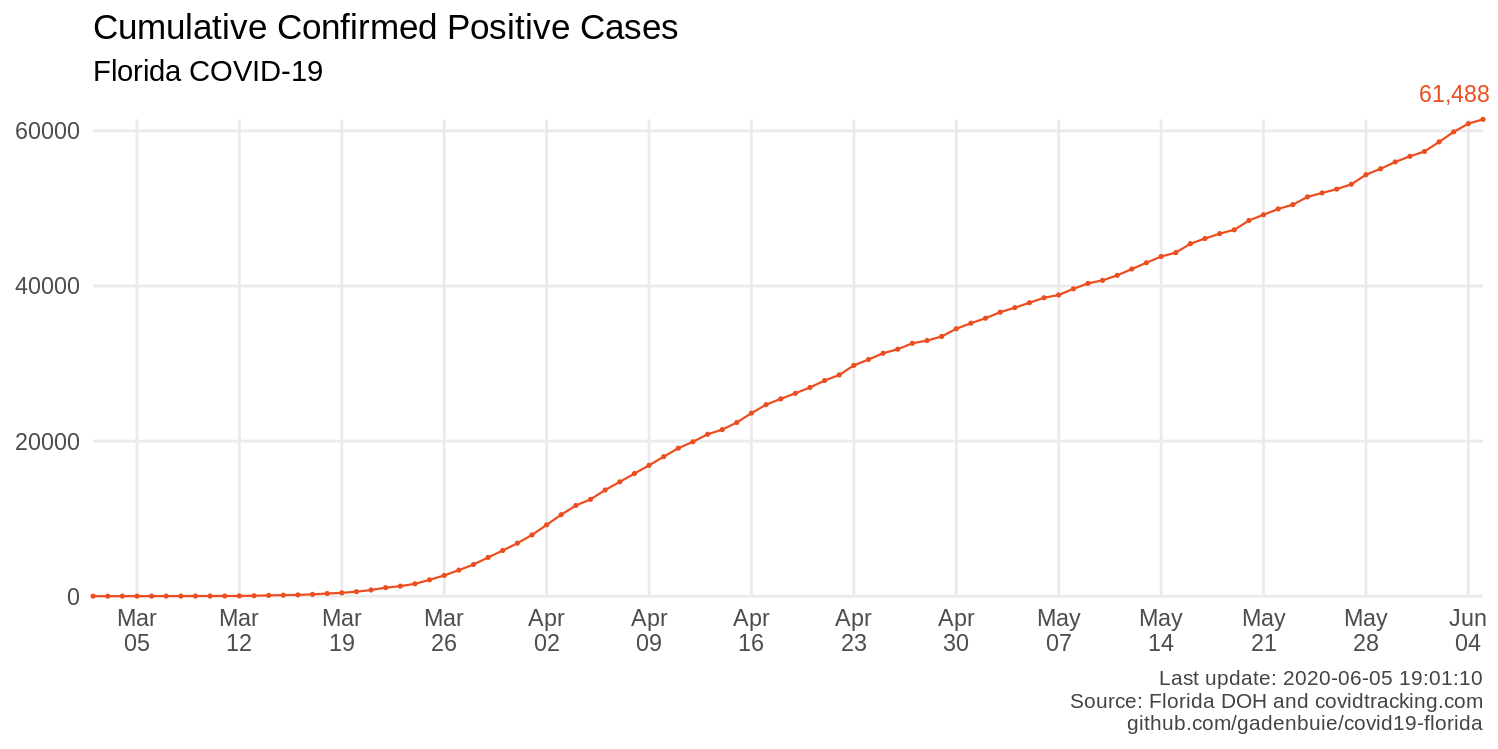 Cumulative Confirmed Positive Cases
Florida COVID-19
61,488
60000
40000
20000
0
Mar Mar Mar Mar Apr Apr Apr Apr Apr May May May May Jun
05 12 19 26 02 09 16 23 30 07 14 21 28 04
Last update: 2020-06-05 19:01:10
Source: Florida DOH and covidtracking.com
github.com/gadenbuie/covid19-florida